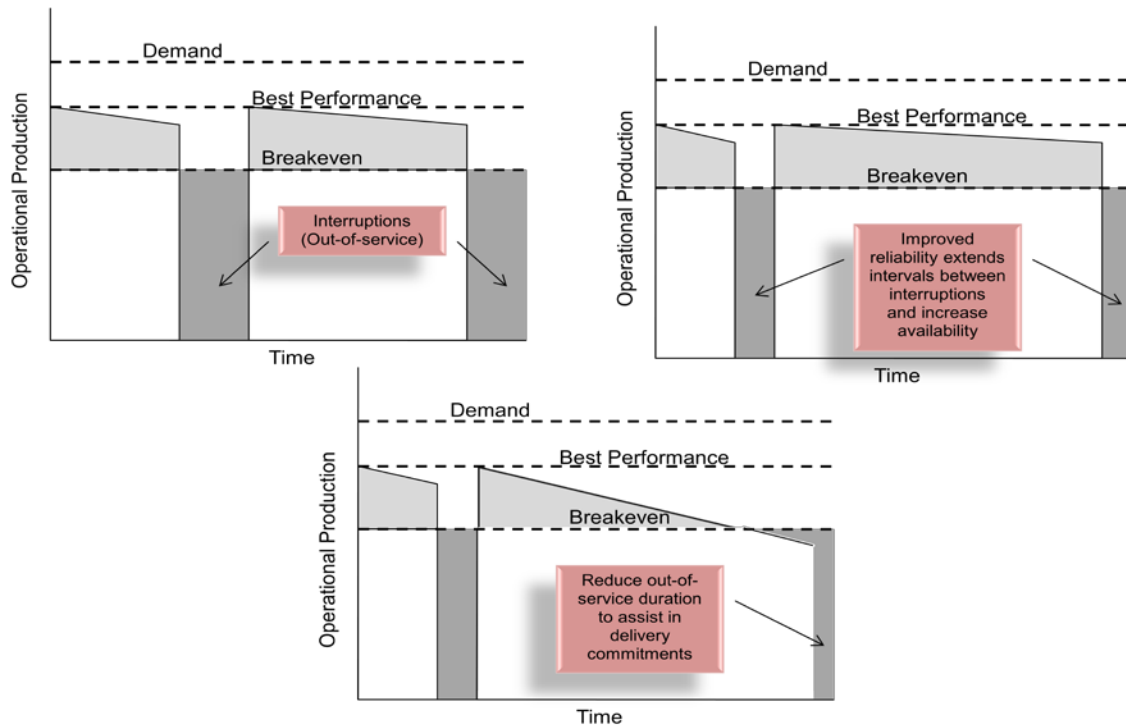 Demand
Best Performance
Breakeven
Operational Production
Interruptions
(Out-of-service)
Time
Demand
Best Performance
Breakeven
Operational Production
Improved
reliability extends
intervals between
interruptions
and increase
availability
Time
Demand
Best Performance
Breakeven
Operational Production
Reduce out-of-
service duration
to assist in
delivery
commitments
Time